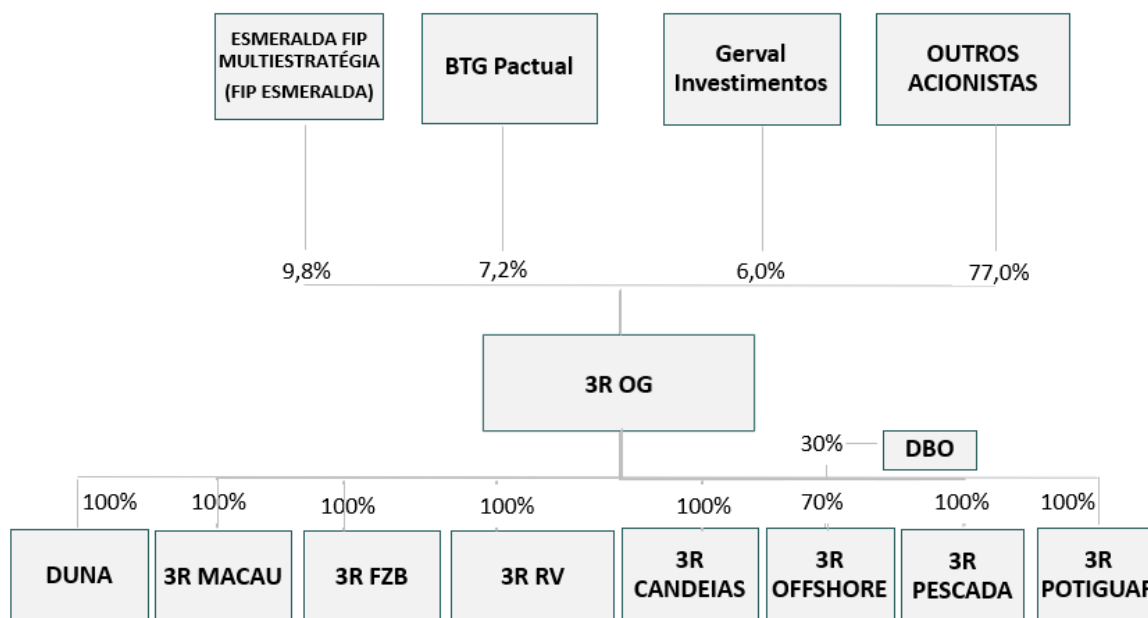 ESMERALDA FIP
MULTIESTRATÉGIA
(FIP ESMERALDA)
BTG Pactual
Gerval
Investimentos
OUTROS
ACIONISTAS
9,8%
7,2%
6,0%
77,0%
3R OG
30%
DBO
100%
100%
100%
100%
100%
70%
100%
100%
DUNA
3R MACAU
3R FZB
3R RV
3R
CANDEIAS
3R
OFFSHORE
3R
PESCADA
3R
POTIGUAR